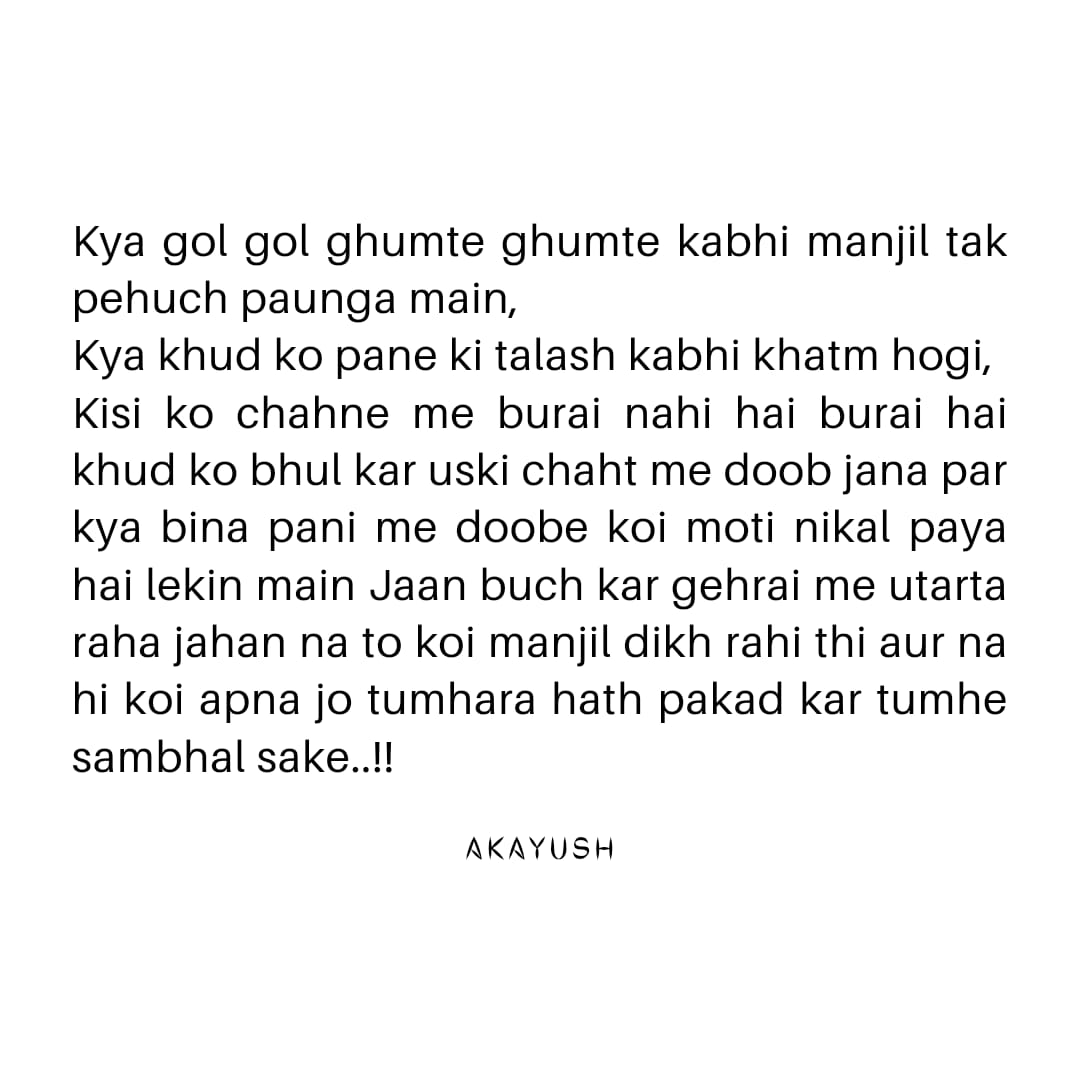 Kya gol gol ghumte ghumte kabhi manjil tak
pehuch paunga main,
Kya khud ko pane ki talash kabhi khatm hogi,
Kisi ko chahne me burai nahi hai burai hai
khud ko bhul kar uski chaht me doob jana par
kya bina pani me doobe koi moti nikal paya
hai lekin main Jaan buch kar gehrai me utarta
raha jahan na to koi manjil dikh rahi thi aur na
hi koi apna jo tumhara hath pakad kar tumhe
sambhal sake..!!
AKAYUSH